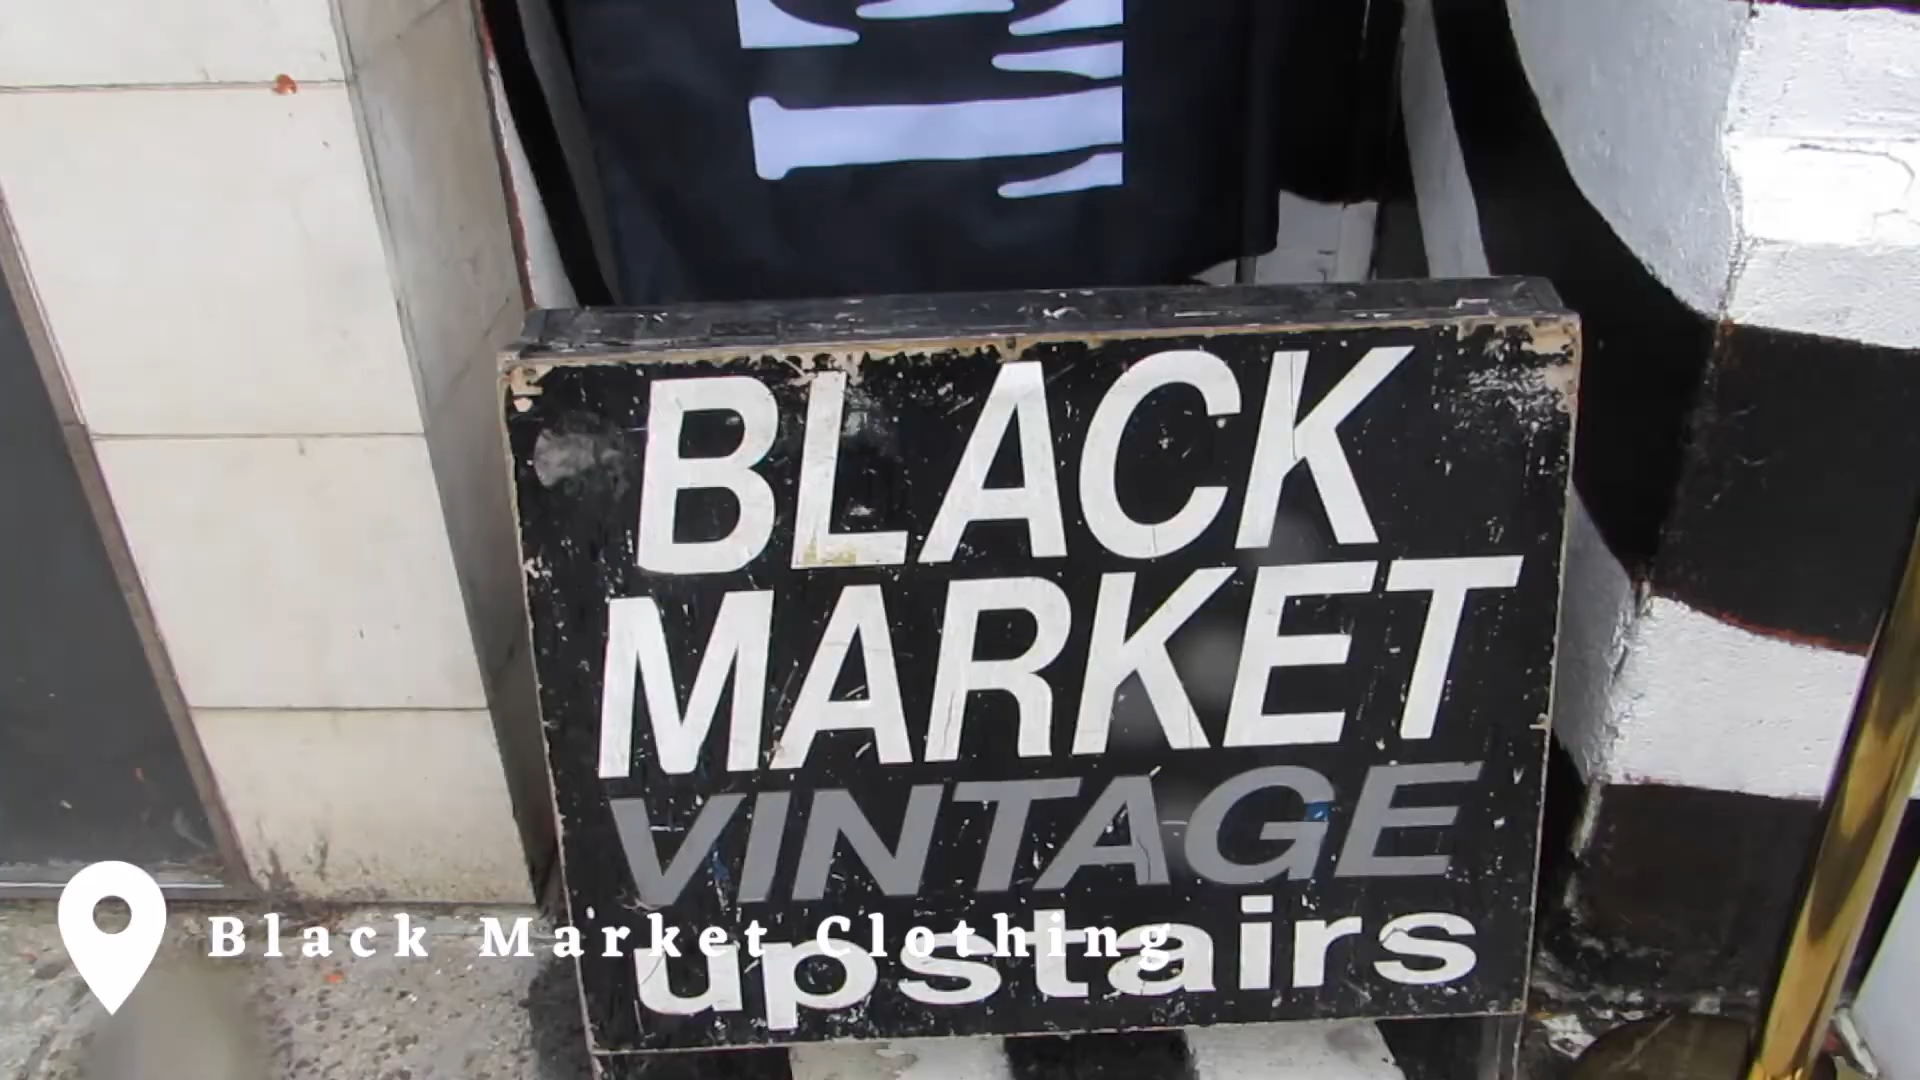 BLACK
MARKET
VINTAGE
upstairs
Black Market Clothing